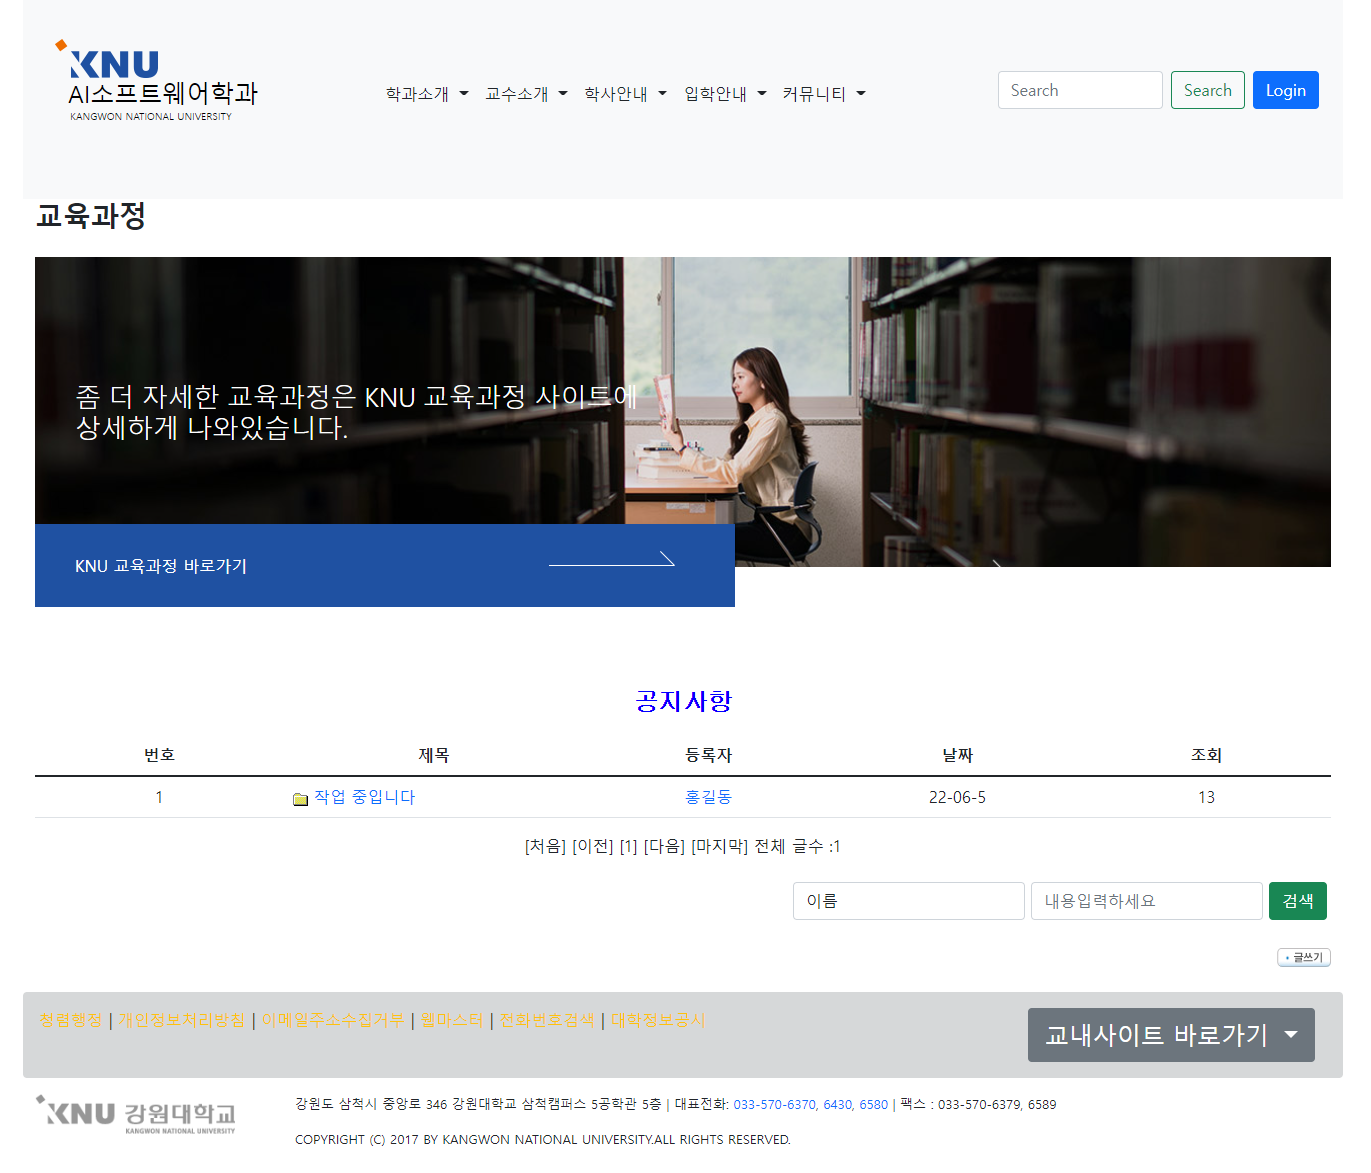 KNU
AI소프트웨어학과
KANGWON NATIONAL UNIVERSITY
학과소개 교수소개 학사안내 입학안내 커뮤니티
Search Search Login
교육과정
좀 더 자세한 교육과정은 KNU 교육과정 사이트에
상세하게 나와있습니다.
KNU 교육과정 바로가기
공지사항
번호 제목 등록자 날짜 조회
1 작업 중입니다 홍길동 22-06-5 13
[처음] [이전] [1] [다음] [마지막] 전체 글수 :1
이름 내용입력하세요 검색
글쓰기
청렴행정 | 개인정보처리방침 | 이메일주소수집거부 | 웹마스터 | 전화번호검색 | 대학정보공시
교내사이트 바로가기
KNU 강원대학교
KANGWON NATIONAL UNIVERSITY
강원도 삼척시 중앙로 346 강원대학교 삼척캠퍼스 5공학관 5층 | 대표전화: 033-570-6370, 6430, 6580 | 팩스 : 033-570-6379, 6589
COPYRIGHT (C) 2017 BY KANGWON NATIONAL UNIVERSITY.ALL RIGHTS RESERVED.